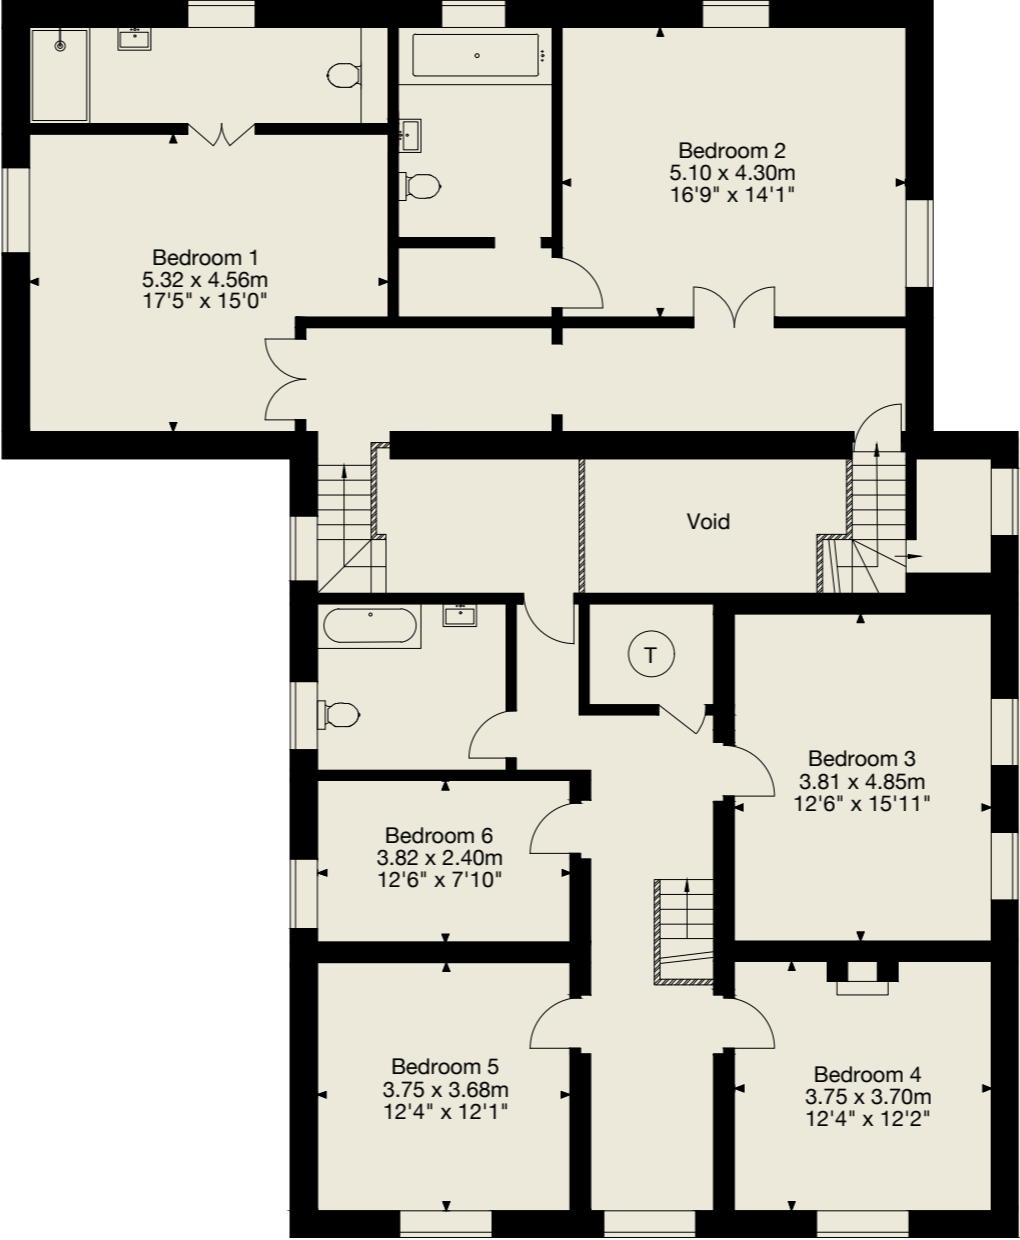 Bedroom 2
5.10 x 4.30m
16'9" x 14'1"
Bedroom 1
5.32 x 4.56m
17'5" x 15'0"
Void
T
Bedroom 3
3.81 x 4.85m
12'6" x 15'11"
Bedroom 6
3.82 x 2.40m
12'6" x 7'10"
Bedroom 5
3.75 x 3.68m
12'4" x 12'1"
Bedroom 4
3.75 x 3.70m
12'4" x 12'2"